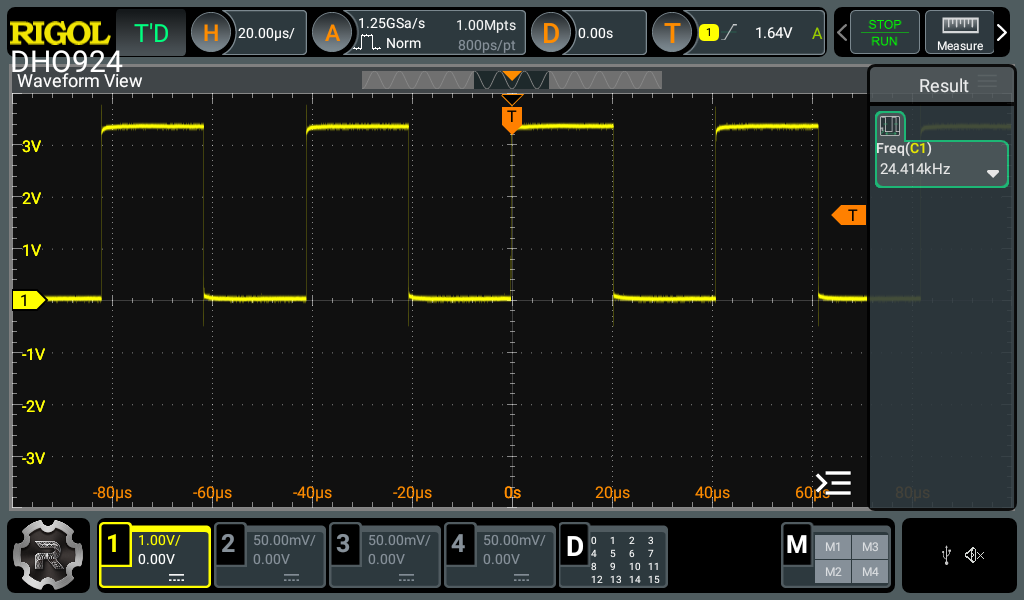 RIGOL T'D H 20.00µs/ A 1.25GSa/s 1.00Mpts D 0.00s T 1 1.64V A STOP
Norm 800ps/pt RUN Measure
DHO924
Waveform View Result
T
3V
Freq(C1)
24.414kHz
2V
T
1V
1
-1V
-2V
-3V
-80µs -60µs -40µs -20µs 0s 20µs 40µs 60µs 80µs
1 1.00V/ 2 50.00mV/ 3 50.00mV/ 4 50.00mV/ D 0 1 2 3 M M1 M3
0.00V 0.00V 0.00V 0.00V 4 5 6 7 M2 M4
8 9 10 11
12 13 14 15
R